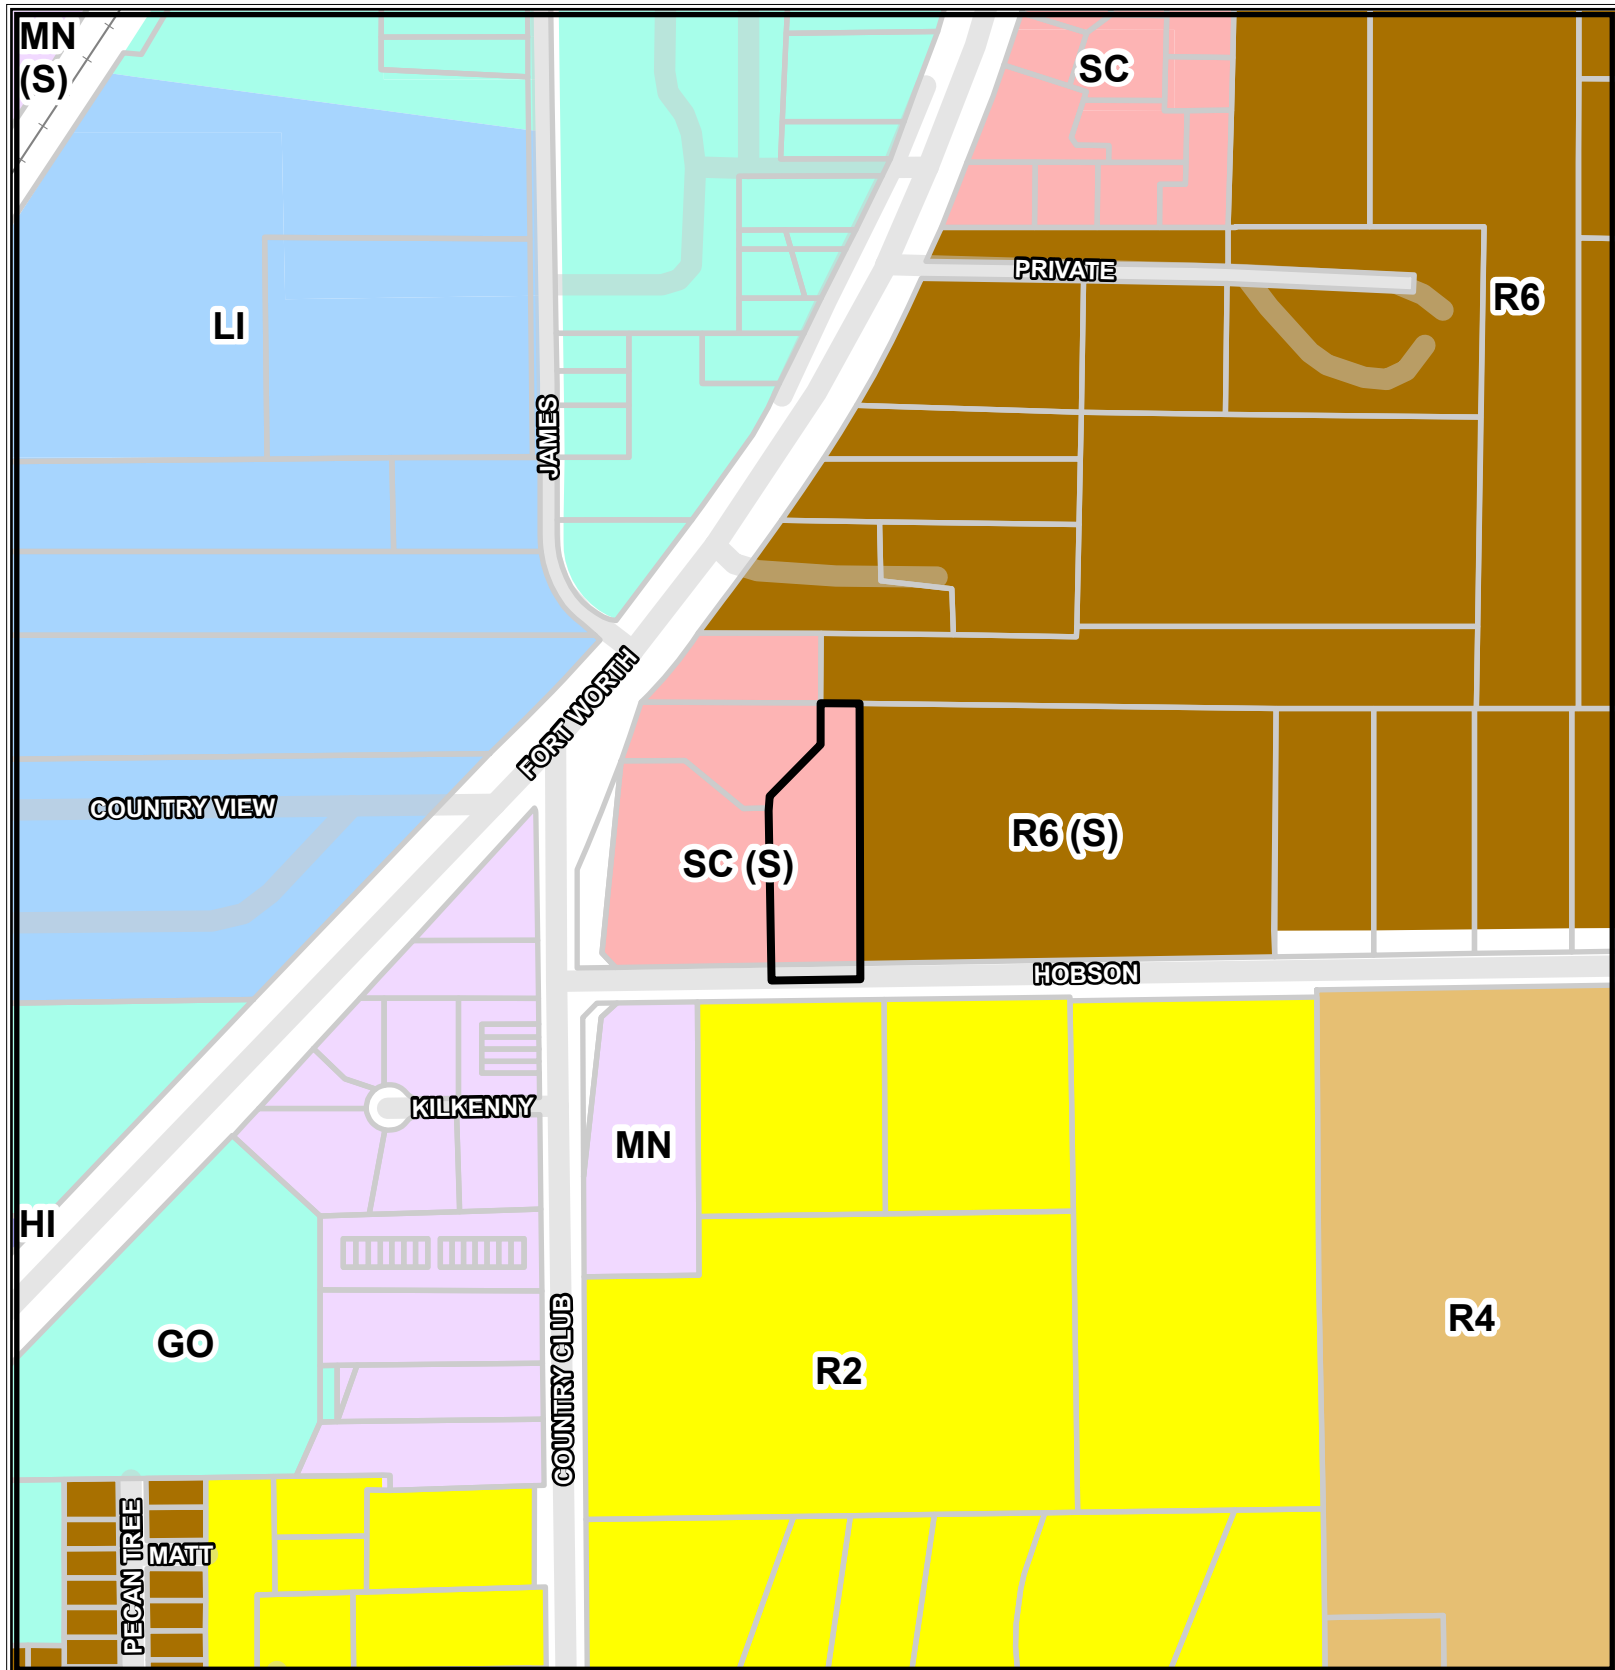 MN
(S)
SC
PRIVATE
R6
LI
JAMES
FORT WORTH
COUNTRY VIEW
R6 (S)
SC (S)
HOBSON
KILKENNY
MN
HI
GO
R4
R2
COUNTRY CLUB
PECAN TREE
MATT